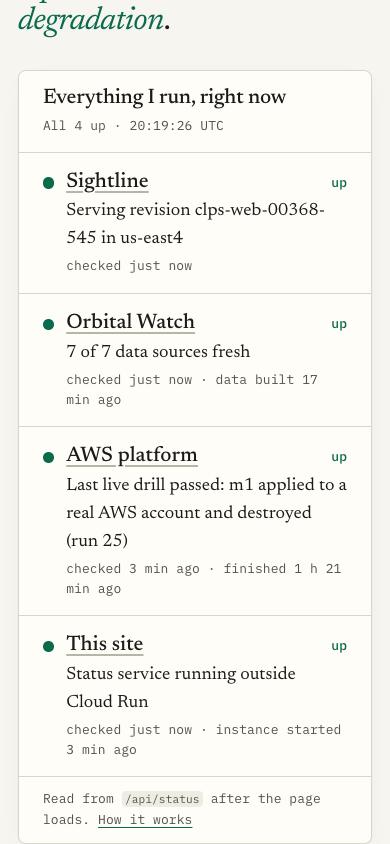 degradation.
Everything I run, right now
All 4 up · 20:19:26 UTC
Sightline up
Serving revision clps-web-00368-
545 in us-east4
checked just now
Orbital Watch up
7 of 7 data sources fresh
checked just now · data built 17
min ago
AWS platform up
Last live drill passed: m1 applied to a
real AWS account and destroyed
(run 25)
checked 3 min ago · finished 1 h 21
min ago
This site up
Status service running outside
Cloud Run
checked just now · instance started
3 min ago
Read from /api/status after the page
loads. How it works